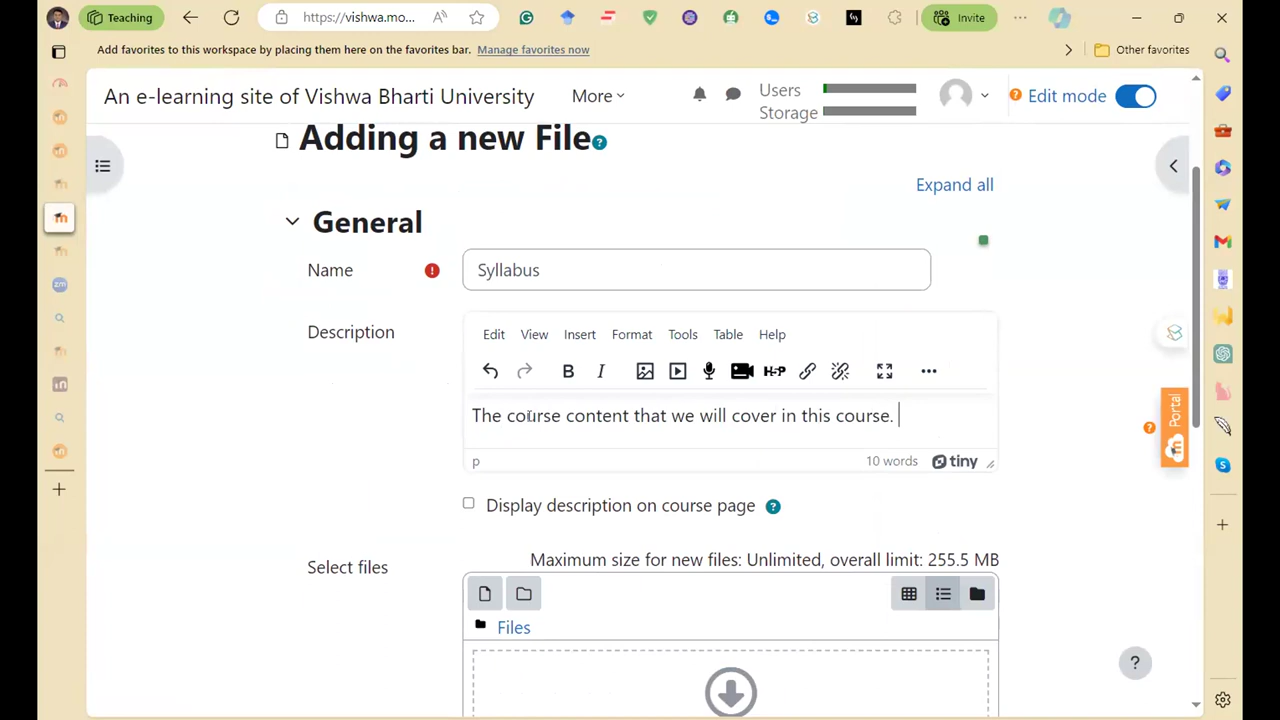 Teaching
https://vishwa.mo...
Invite
Add favorites to this workspace by placing them here on the favorites bar. Manage favorites now
Other favorites
An e-learning site of Vishwa Bharti University
More
Users
Storage
Edit mode
Adding a new File
Expand all
General
Name
Syllabus
Description
Edit View Insert Format Tools Table Help
B I H-P
The course content that we will cover in this course.
p
10 words
tiny
Display description on course page
Select files
Maximum size for new files: Unlimited, overall limit: 255.5 MB
Files
Portal